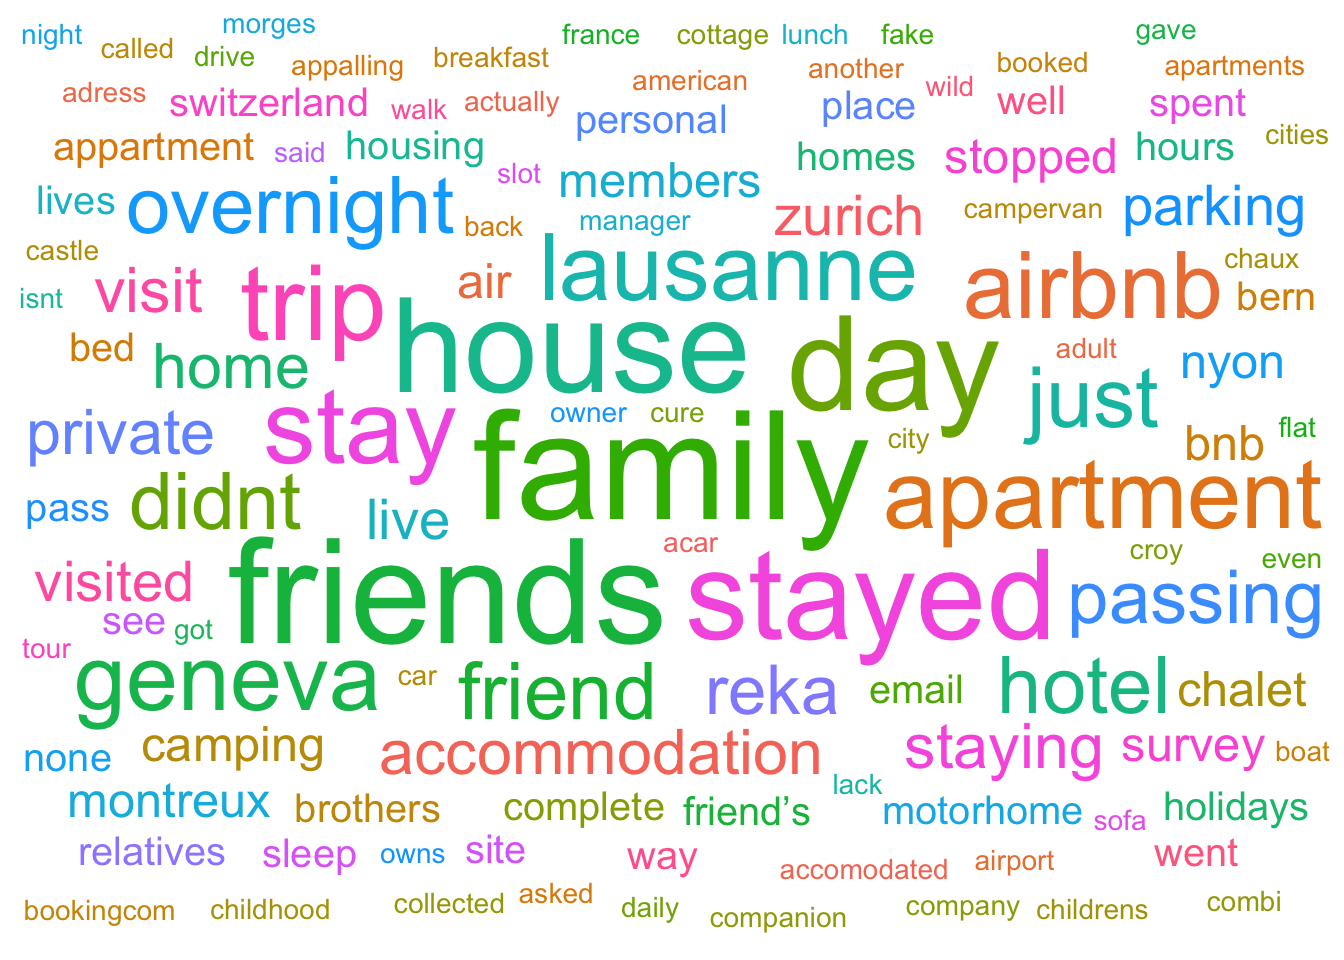 night called morges drive appalling breakfast france cottage lunch fake gave
adress switzerland walk actually american another wild booked well apartments spent
appartment said housing slot personal place homes stopped hours cities
lives overnight back members manager zurich campervan parking
castle isnt visit trip air lausanne airbnb chaux bern
bed home house day adult just nyon
private stay owner cure city bnb flat
pass didnt live family apartment
visited see got friends acar stayed croy passing even
tour geneva car friend reka email hotel chalet
none camping accommodation staying survey boat
montreux brothers complete friend’s lack motorhome sofa holidays
relatives sleep owns site way accomodated airport went
bookingcom childhood collected asked daily companion company childrens combi